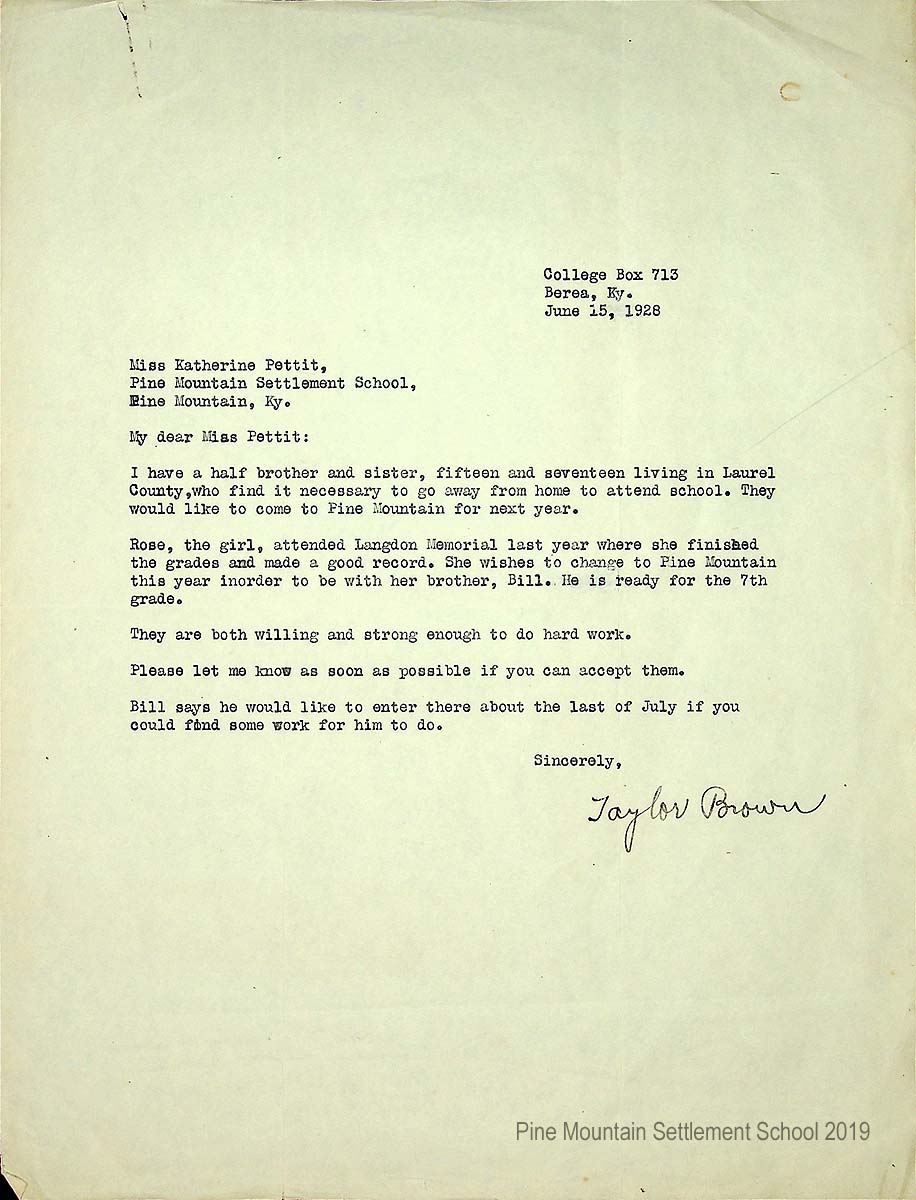 College Box 713
Berea, Ky.
June 15, 1928
Miss Katherine Pettit,
Pine Mountain Settlement School,
Pine Mountain, Ky.
My dear Miss Pettit:
I have a half brother and sister, fifteen and seventeen living in Laurel
County,who find it necessary to go away from home to attend school. They
would like to come to Pine Mountain for next year.
Rose, the girl, attended Langdon Memorial last year where she finished
the grades and made a good record. She wishes to change to Pine Mountain
this year inorder to be with her brother, Bill. He is ready for the 7th
grade.
They are both willing and strong enough to do hard work.
Please let me know as soon as possible if you can accept them.
Bill says he would like to enter there about the last of July if you
could find some work for him to do.
Sincerely,
Taylor Brown
Pine Mountain Settlement School 2019